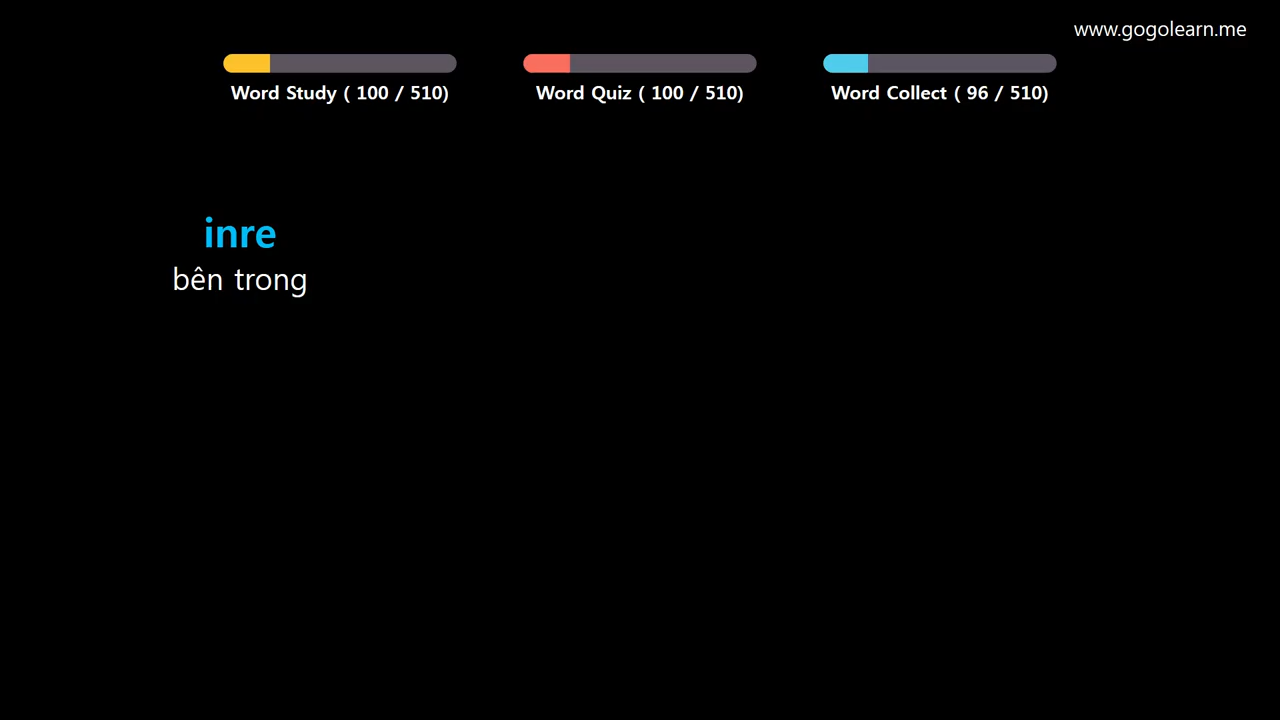 www.gogolearn.me
Word Study ( 100 / 510)
Word Quiz ( 100 / 510)
Word Collect ( 96 / 510)
inre
bên trong